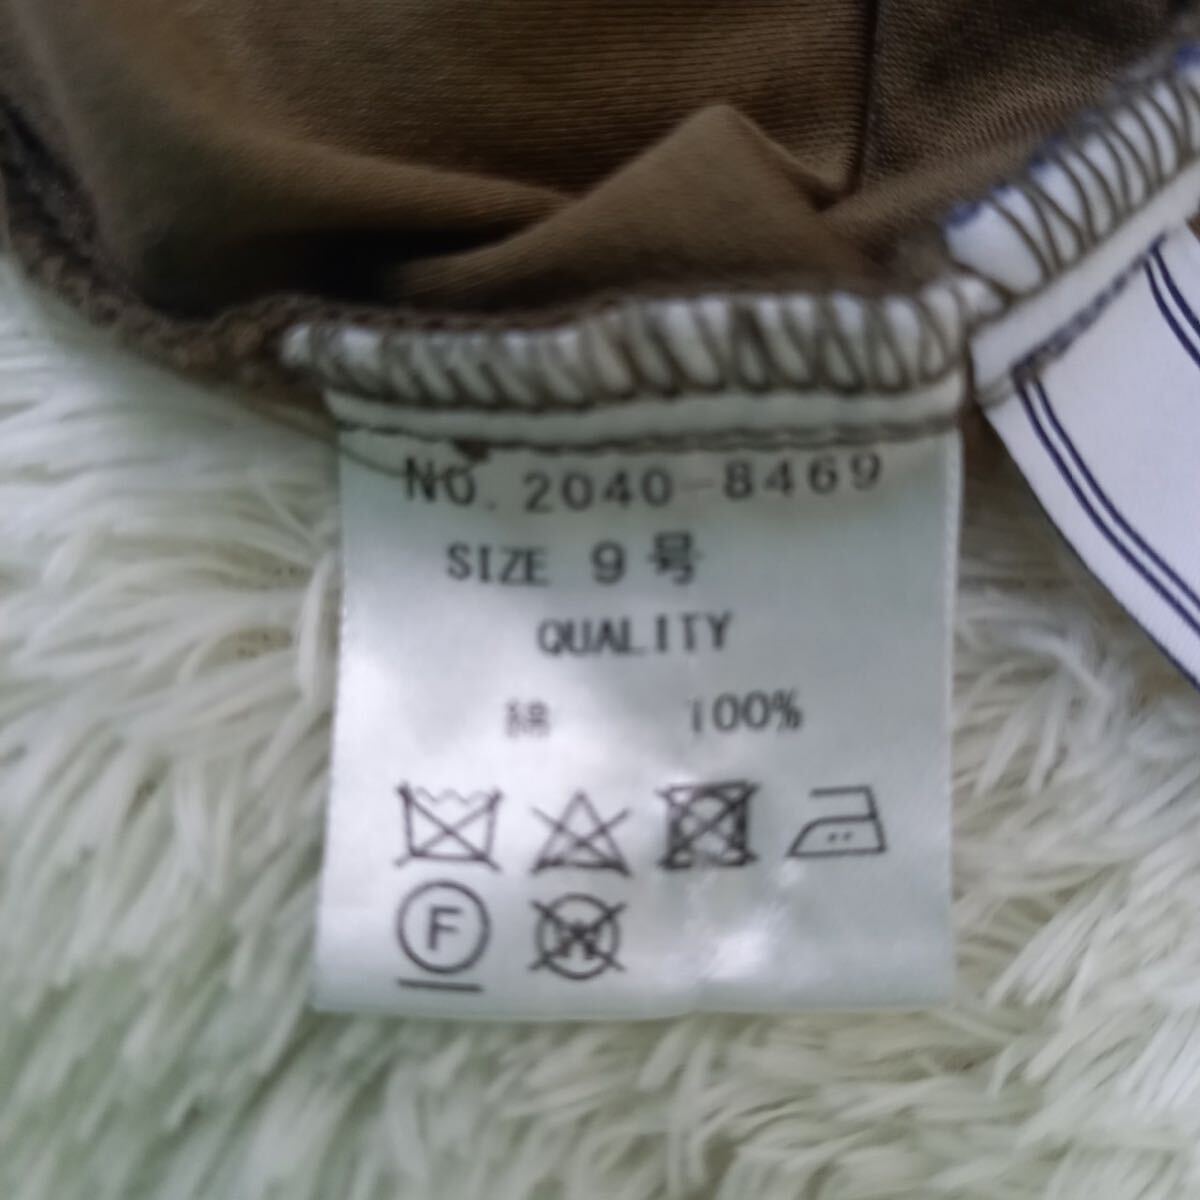 NO. 2040-8469
SIZE 9号
QUALITY
綿 100%
F
W